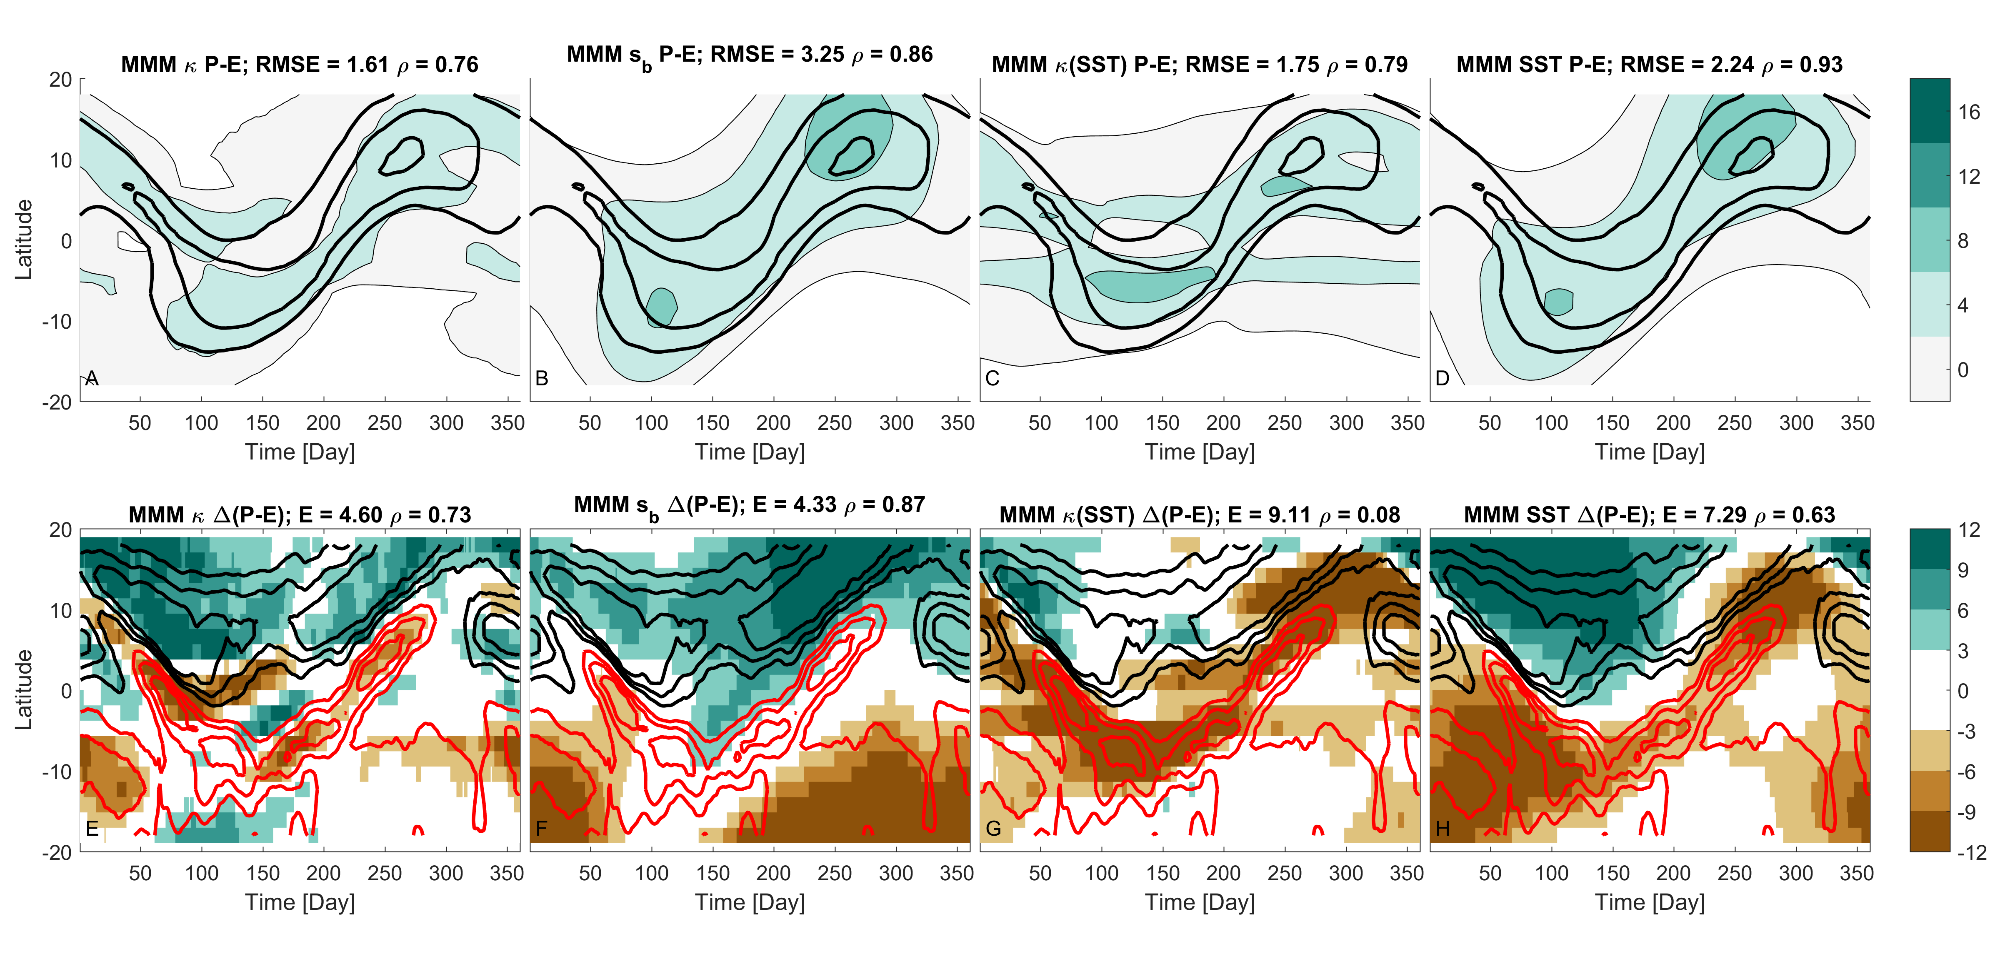 MMM κ P-E; RMSE = 1.61 ρ = 0.76
MMM s_b P-E; RMSE = 3.25 ρ = 0.86
MMM κ(SST) P-E; RMSE = 1.75 ρ = 0.79
MMM SST P-E; RMSE = 2.24 ρ = 0.93
20
10
0
-10
-20
Latitude
A
B
C
D
50 100 150 200 250 300 350
50 100 150 200 250 300 350
50 100 150 200 250 300 350
50 100 150 200 250 300 350
Time [Day]
Time [Day]
Time [Day]
Time [Day]
16
12
8
4
0
MMM κ Δ(P-E); E = 4.60 ρ = 0.73
MMM s_b Δ(P-E); E = 4.33 ρ = 0.87
MMM κ(SST) Δ(P-E); E = 9.11 ρ = 0.08
MMM SST Δ(P-E); E = 7.29 ρ = 0.63
20
10
0
-10
-20
Latitude
E
F
G
H
50 100 150 200 250 300 350
50 100 150 200 250 300 350
50 100 150 200 250 300 350
50 100 150 200 250 300 350
Time [Day]
Time [Day]
Time [Day]
Time [Day]
12
9
6
3
0
-3
-6
-9
-12